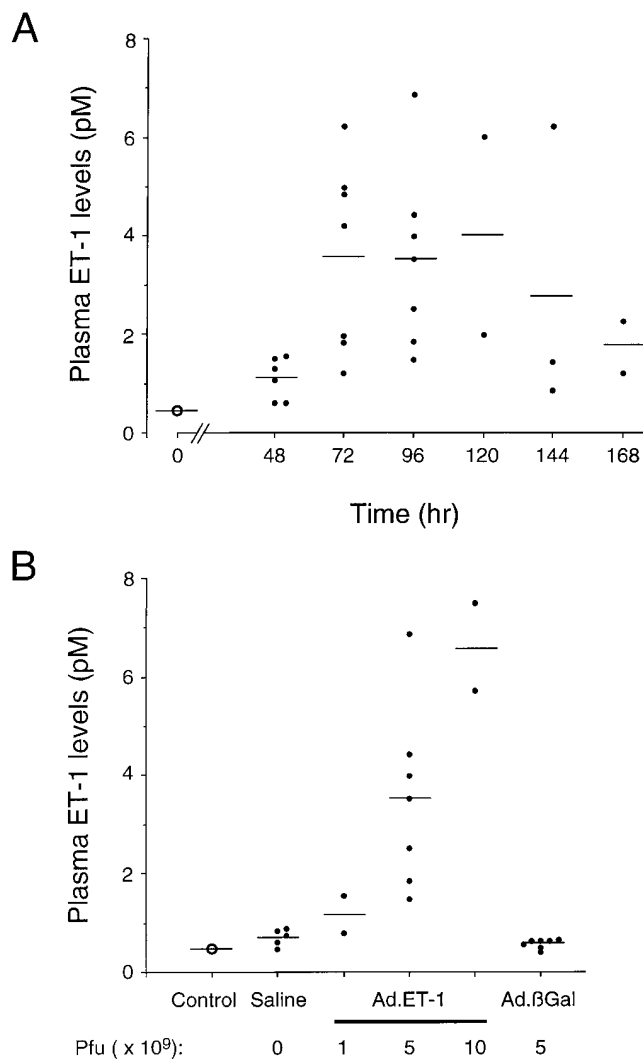 A
Plasma ET-1 levels (pM)
8
6
4
2
0
0 48 72 96 120 144 168
Time (hr)
B
Plasma ET-1 levels (pM)
8
6
4
2
0
Control Saline Ad.ET-1 Ad.βGal
Pfu ( x 10⁹): 0 1 5 10 5